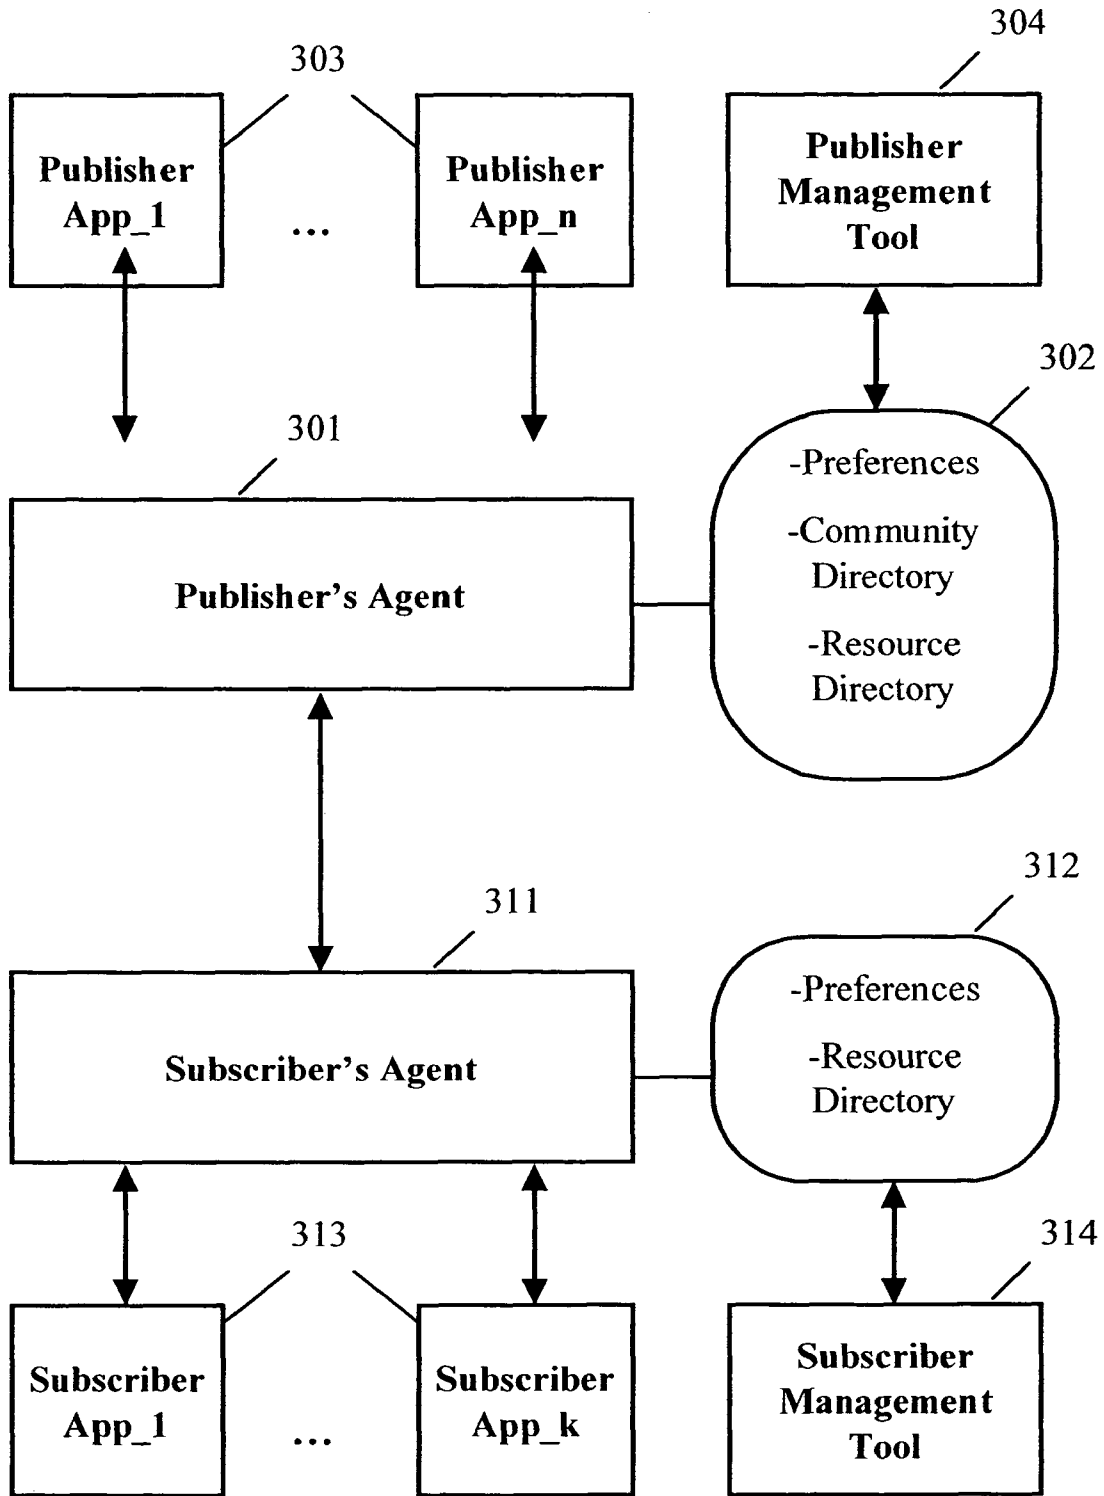 304
303
Publisher
App_1
...
Publisher
App_n
Publisher
Management
Tool
302
301
-Preferences
-Community
Directory
-Resource
Directory
Publisher's Agent
312
311
-Preferences
-Resource
Directory
Subscriber's Agent
313
314
Subscriber
App_1
...
Subscriber
App_k
Subscriber
Management
Tool